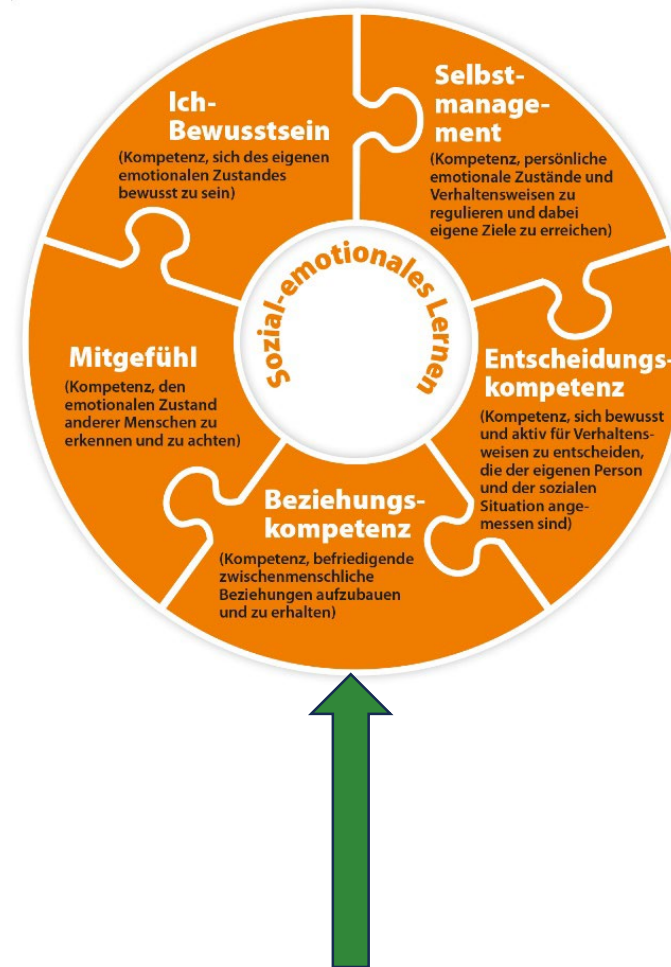 Ich-
Bewusstsein
(Kompetenz, sich des eigenen
emotionalen Zustandes
bewusst zu sein)
Selbst-
manage-
ment
(Kompetenz, persönliche
emotionale Zustände und
Verhaltensweisen zu
regulieren und dabei
eigene Ziele zu erreichen)
Sozial-emotionales Lernen
Mitgefühl
(Kompetenz, den
emotionalen Zustand
anderer Menschen zu
erkennen und zu achten)
Entscheidungs-
kompetenz
(Kompetenz, sich bewusst
und aktiv für Verhaltens-
weisen zu entscheiden,
die der eigenen Person
und der sozialen
Situation ange-
messen sind)
Beziehungs-
kompetenz
(Kompetenz, befriedigende
zwischenmenschliche
Beziehungen aufzubauen
und zu erhalten)